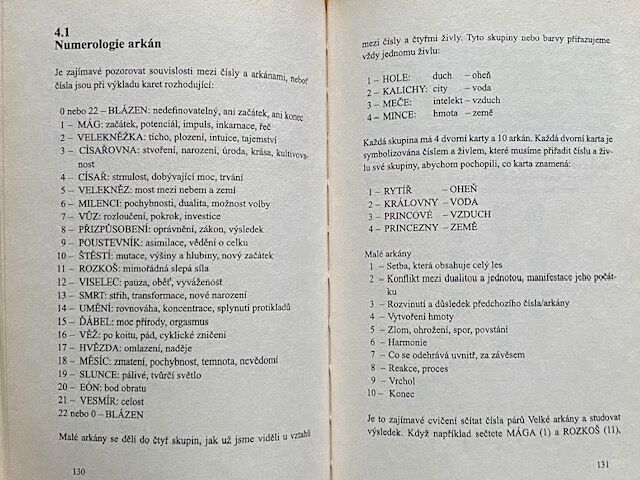 4.1
Numerologie arkán
Je zajímavé pozorovat souvislosti mezi čísly a arkánami, neboť
čísla jsou při výkladu karet rozhodující:
0 nebo 22 – BLÁZEN: nedefinovatelný, ani začátek, ani konec
1 – MÁG: začátek, potenciál, impuls, inkarnace, řeč
2 – VELEKNĚŽKA: ticho, plození, intuice, tajemství
3 – CÍSAŘOVNA: stvoření, narození, úroda, krása, kultivova-
nost
4 – CÍSAŘ: strnulost, dobývající moc, trvání
5 – VELEKNĚZ: most mezi nebem a zemí
6 – MILENCI: pochybnosti, dualita, možnost volby
7 – VŮZ: rozloučení, pokrok, investice
8 – PŘIZPŮSOBENÍ: oprávnění, zákon, výsledek
9 – POUSTEVNÍK: asimilace, vědění o celku
10 – ŠTĚSTÍ: mutace, výšiny a hlubiny, nový začátek
11 – ROZKOŠ: mimořádná slepá síla
12 – VISELEC: pauza, oběť, vyváženost
13 – SMRT: střih, transformace, nové narození
14 – UMĚNÍ: rovnováha, koncentrace, splynutí protikladů
15 – ĎÁBEL: moc přírody, orgasmus
16 – VĚŽ: po koitu, pád, cyklické zničení
17 – HVĚZDA: omlazení, naděje
18 – MĚSÍC: zmatení, pochybnost, temnota, nevědomí
19 – SLUNCE: pálivé, tvůrčí světlo
20 – EÓN: bod obratu
21 – VESMÍR: celost
22 nebo 0 – BLÁZEN
Malé arkány se dělí do čtyř skupin, jak už jsme viděli u vztahů
130
mezi čísly a čtyřmi živly. Tyto skupiny nebo barvy přiřazujeme
vždy jednomu živlu:
1 – HOLE: duch – oheň
2 – KALICHY: city – voda
3 – MEČE: intelekt – vzduch
4 – MINCE: hmota – země
Každá skupina má 4 dvorní karty a 10 arkán. Každá dvorní karta je
symbolizována číslem a živlem, které musíme přiřadit číslu a živ-
lu své skupiny, abychom pochopili, co karta znamená:
1 – RYTÍŘ – OHEŇ
2 – KRÁLOVNY – VODA
3 – PRINCOVÉ – VZDUCH
4 – PRINCEZNY – ZEMĚ
Malé arkány
1 – Setba, která obsahuje celý les
2 – Konflikt mezi dualitou a jednotou, manifestace jeho počát-
ku
3 – Rozvinutí a důsledek předchozího čísla/arkány
4 – Vytvoření hmoty
5 – Zlom, ohrožení, spor, povstání
6 – Harmonie
7 – Co se odehrává uvnitř, za závěsem
8 – Reakce, proces
9 – Vrchol
10 – Konec
Je to zajímavé cvičení sčítat čísla párů Velké arkány a studovat
výsledek. Když například sečtete MÁGA (1) a ROZKOŠ (11),
131